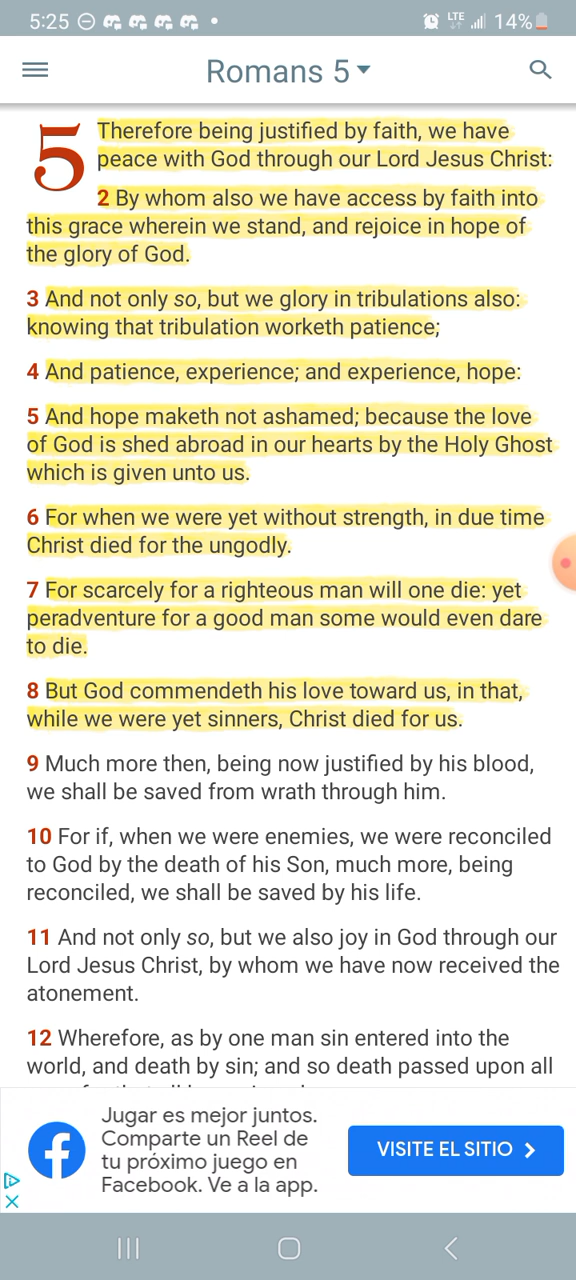 5:25
LTE
14%
Romans 5
5 Therefore being justified by faith, we have
peace with God through our Lord Jesus Christ:
2 By whom also we have access by faith into
this grace wherein we stand, and rejoice in hope of
the glory of God.
3 And not only so, but we glory in tribulations also:
knowing that tribulation worketh patience;
4 And patience, experience; and experience, hope:
5 And hope maketh not ashamed; because the love
of God is shed abroad in our hearts by the Holy Ghost
which is given unto us.
6 For when we were yet without strength, in due time
Christ died for the ungodly.
7 For scarcely for a righteous man will one die: yet
peradventure for a good man some would even dare
to die.
8 But God commendeth his love toward us, in that,
while we were yet sinners, Christ died for us.
9 Much more then, being now justified by his blood,
we shall be saved from wrath through him.
10 For if, when we were enemies, we were reconciled
to God by the death of his Son, much more, being
reconciled, we shall be saved by his life.
11 And not only so, but we also joy in God through our
Lord Jesus Christ, by whom we have now received the
atonement.
12 Wherefore, as by one man sin entered into the
world, and death by sin; and so death passed upon all
Jugar es mejor juntos.
Comparte un Reel de
tu próximo juego en
Facebook. Ve a la app.
VISITE EL SITIO